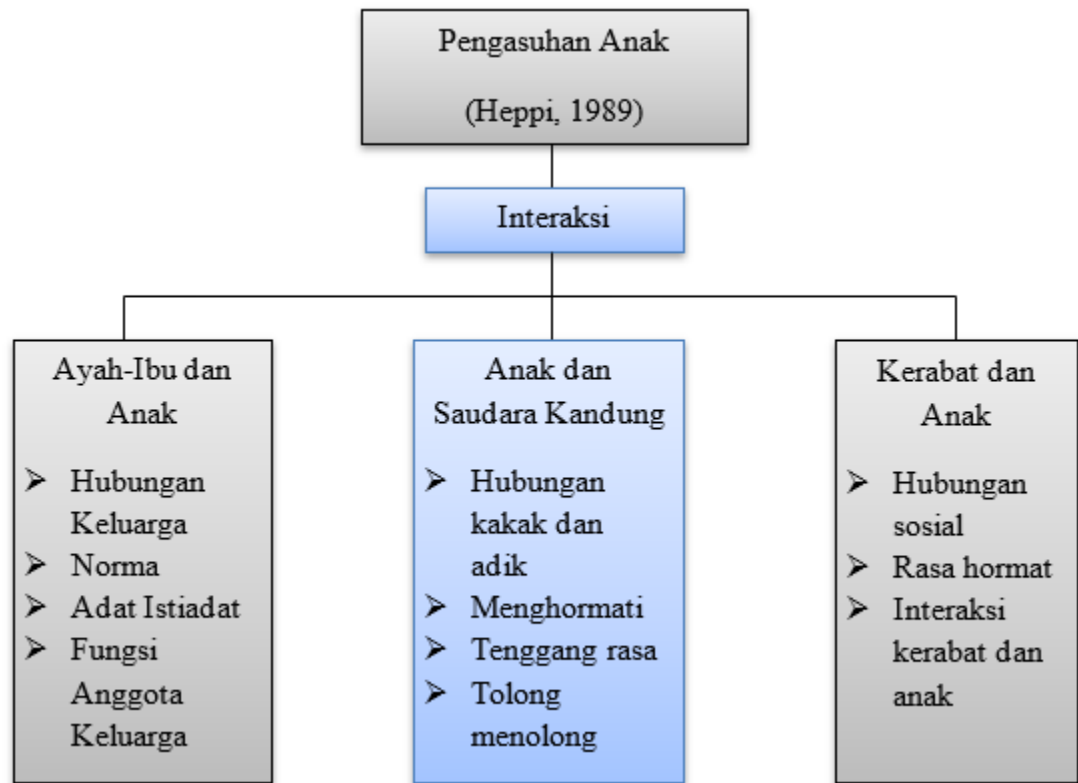 Pengasuhan Anak
(Heppi, 1989)
Interaksi
Ayah-Ibu dan
Anak
➤ Hubungan
Keluarga
➤ Norma
➤ Adat Istiadat
➤ Fungsi
Anggota
Keluarga
Anak dan
Saudara Kandung
➤ Hubungan
kakak dan
adik
➤ Menghormati
➤ Tenggang rasa
➤ Tolong
menolong
Kerabat dan
Anak
➤ Hubungan
sosial
➤ Rasa hormat
➤ Interaksi
kerabat dan
anak